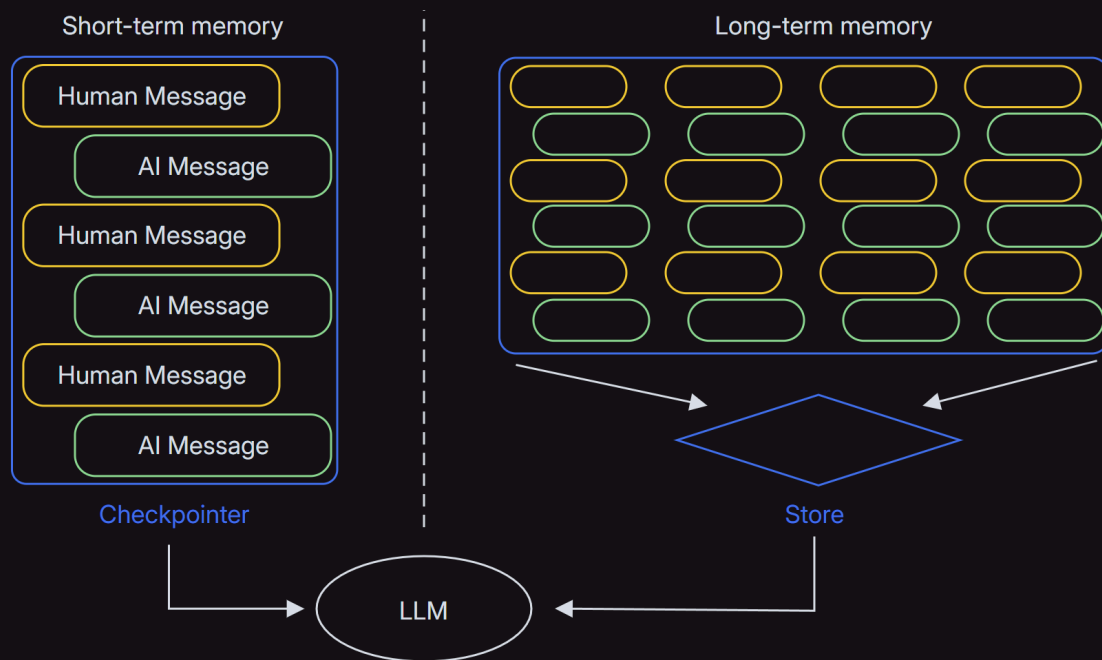 Short-term memory
Long-term memory
Human Message
AI Message
Human Message
AI Message
Human Message
AI Message
Checkpointer
Store
LLM